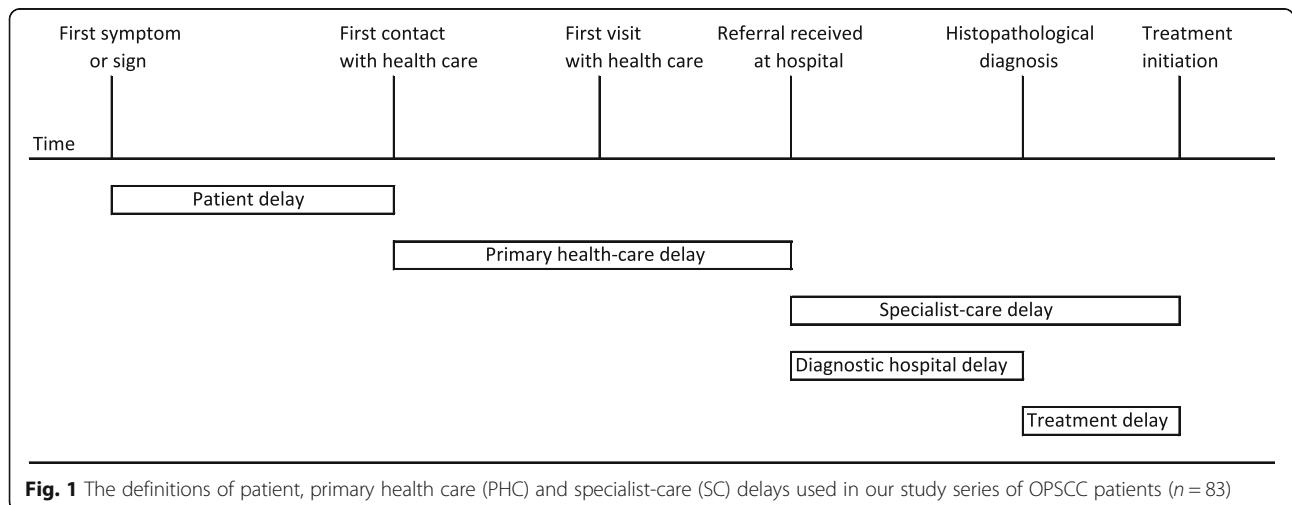 First symptom
or sign
First contact
with health care
First visit
with health care
Referral received
at hospital
Histopathological
diagnosis
Treatment
initiation
Time
Patient delay
Primary health-care delay
Specialist-care delay
Diagnostic hospital delay
Treatment delay
Fig. 1 The definitions of patient, primary health care (PHC) and specialist-care (SC) delays used in our study series of OPSCC patients (n = 83)